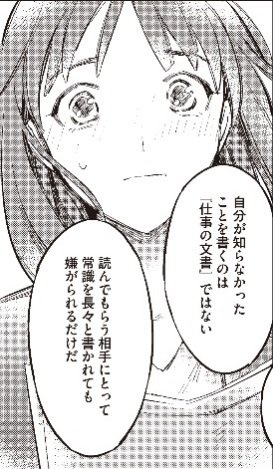 自分が知らなかった
ことを書くのは
「仕事の文書」ではない
読んでもらう相手にとって
常識を長々と書かれても
嫌がられるだけだ